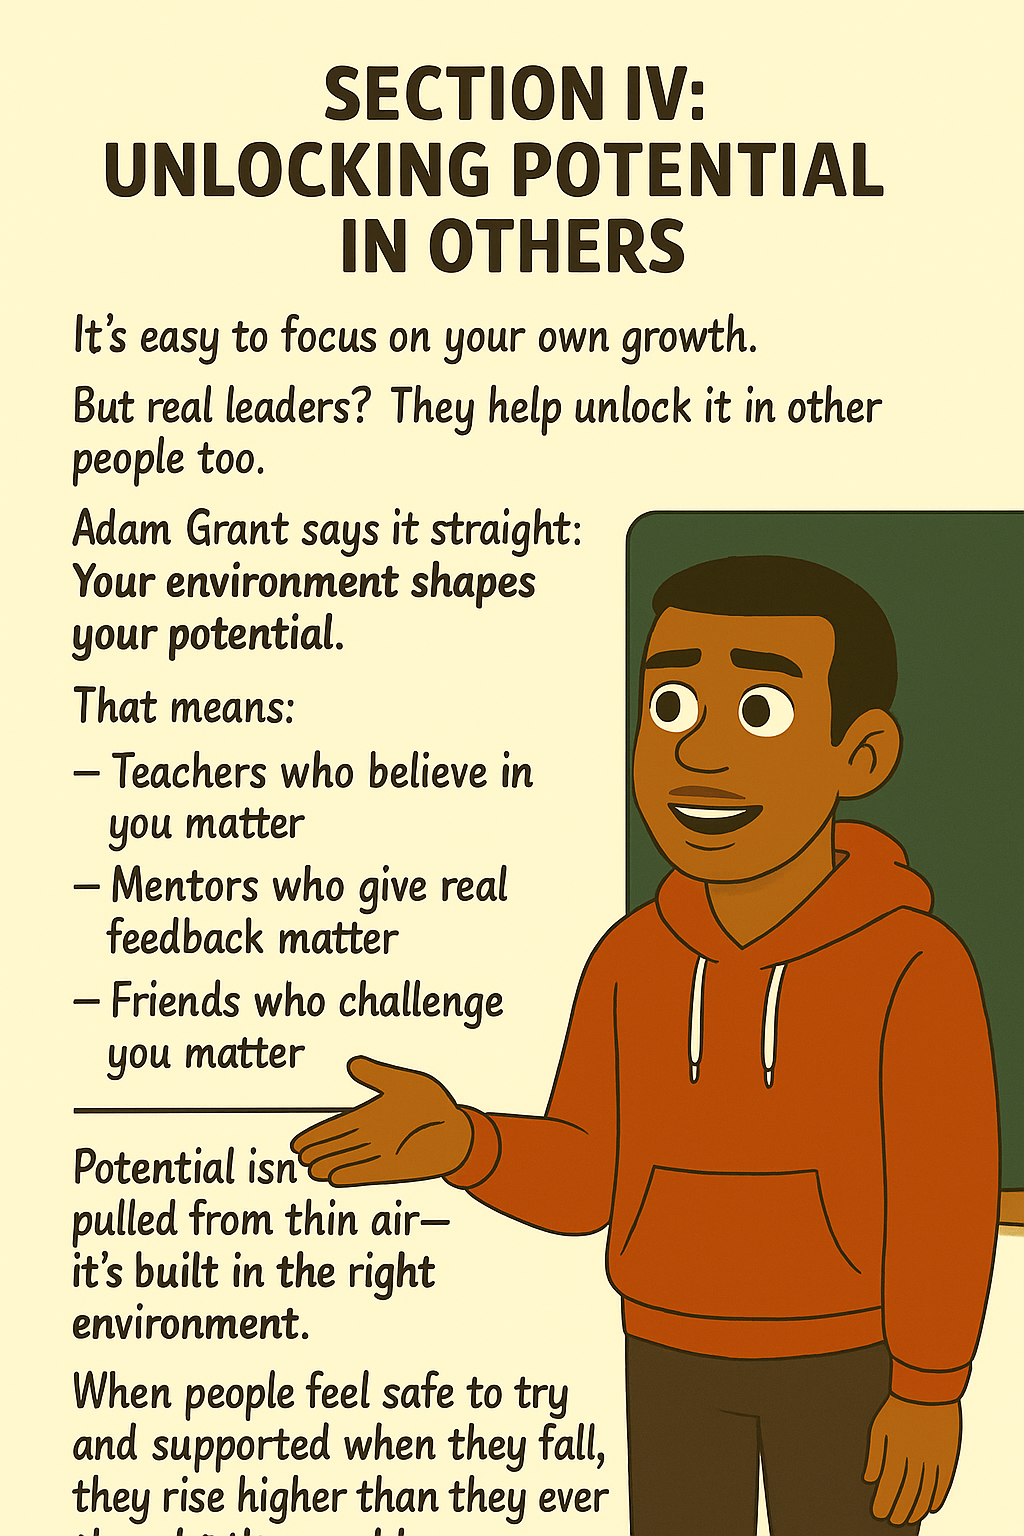 SECTION IV:
UNLOCKING POTENTIAL
IN OTHERS
It’s easy to focus on your own growth.
But real leaders? They help unlock it in other
people too.
Adam Grant says it straight:
Your environment shapes
your potential.
That means:
– Teachers who believe in
you matter
– Mentors who give real
feedback matter
– Friends who challenge
you matter
Potential isn
pulled from thin air—
it’s built in the right
environment.
When people feel safe to try
and supported when they fall,
they rise higher than they ever